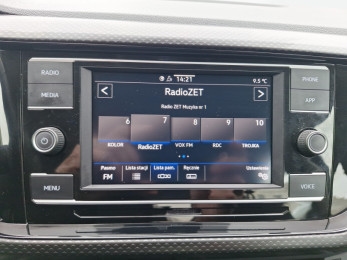 RADIO
MEDIA
MENU
PHONE
APP
VOICE
14:21
9.5 °C
RadioZET
Radio ZET Muzyka nr 1
6 7 8 9 10
KOLOR RadioZET VOX FM RDC TROJKA
Pasmo Lista stacji Lista pam. Ręcznie Ustawienia
FM